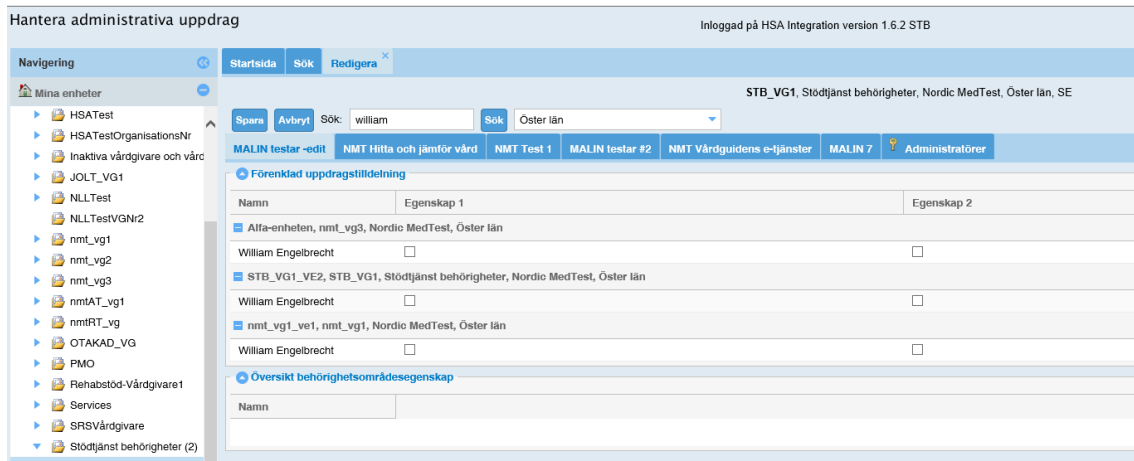 Hantera administrativa uppdrag
Inloggad på HSA Integration version 1.6.2 STB
Navigering
Mina enheter
HSATest
HSATestOrganisationsNr
Inaktiva vårdgivare och vård
JOLT_VG1
NLLTest
NLLTestVGNr2
nmt_vg1
nmt_vg2
nmt_vg3
nmtAT_vg1
nmtRT_vg
OTAKAD_VG
PMO
Rehabstöd-Vårdgivare1
Services
SRSVårdgivare
Stödtjänst behörigheter (2)
Startsida Sök Redigera
STB_VG1, Stödtjänst behörigheter, Nordic MedTest, Öster län, SE
Spara Avbryt Sök: william Sök Öster län
MALIN testar -edit NMT Hitta och jämför vård NMT Test 1 MALIN testar #2 NMT Vårdguidens e-tjänster MALIN 7 Administratörer
Förenklad uppdragstilldelning
Namn Egenskap 1 Egenskap 2
Alfa-enheten, nmt_vg3, Nordic MedTest, Öster län
William Engelbrecht
STB_VG1_VE2, STB_VG1, Stödtjänst behörigheter, Nordic MedTest, Öster län
William Engelbrecht
nmt_vg1_ve1, nmt_vg1, Nordic MedTest, Öster län
William Engelbrecht
Översikt behörighetsområdesegenskap
Namn